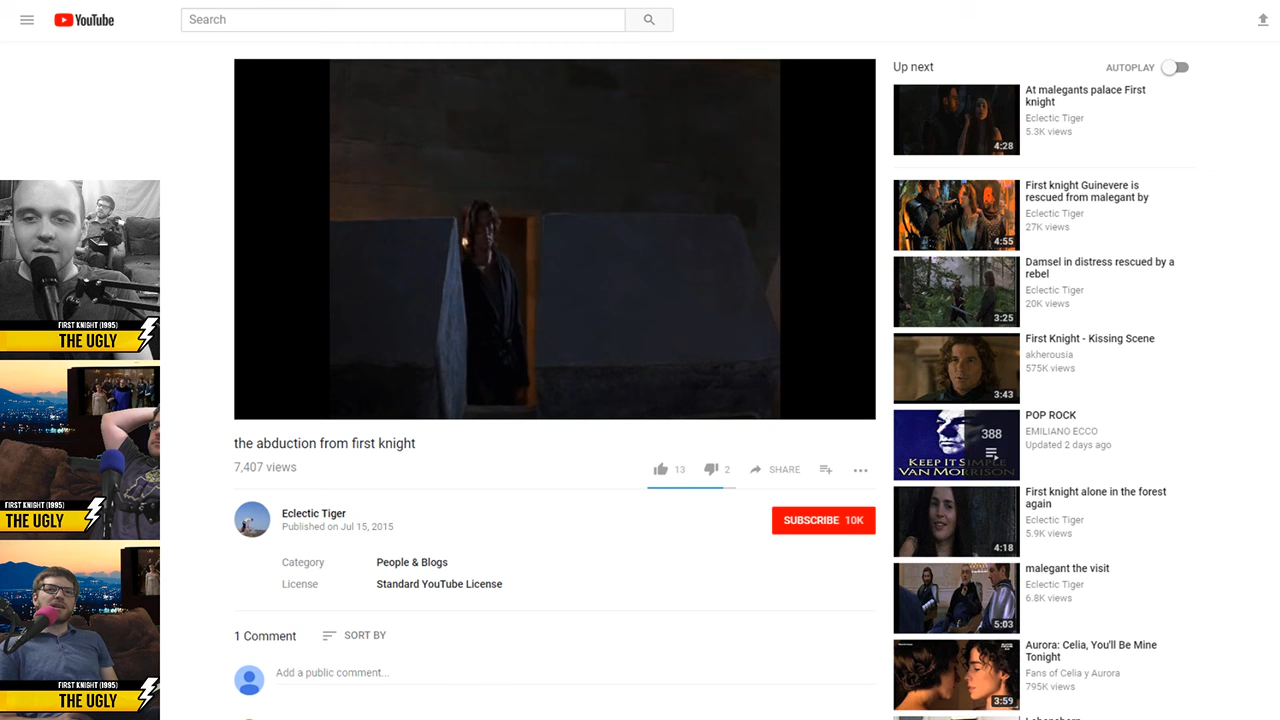 YouTube
Search
Up next
AUTOPLAY
At malegants palace First
knight
Eclectic Tiger
5.3K views
4:28
First knight Guinevere is
rescued from malegant by
Eclectic Tiger
27K views
4:55
Damsel in distress rescued by a
rebel
Eclectic Tiger
20K views
3:25
First Knight - Kissing Scene
akherousia
575K views
3:43
POP ROCK
EMILIANO ECCO
Updated 2 days ago
388
KEEP IT SIMPLE
VAN MORRISON
First knight alone in the forest
again
Eclectic Tiger
5.9K views
4:18
malegant the visit
Eclectic Tiger
6.8K views
5:03
Aurora: Celia, You'll Be Mine
Tonight
Fans of Celia y Aurora
795K views
3:59
the abduction from first knight
7,407 views
13
2
SHARE
Eclectic Tiger
Published on Jul 15, 2015
SUBSCRIBE 10K
Category
People & Blogs
License
Standard YouTube License
1 Comment
SORT BY
Add a public comment...
FIRST KNIGHT (1995)
THE UGLY
FIRST KNIGHT (1995)
THE UGLY
FIRST KNIGHT (1995)
THE UGLY